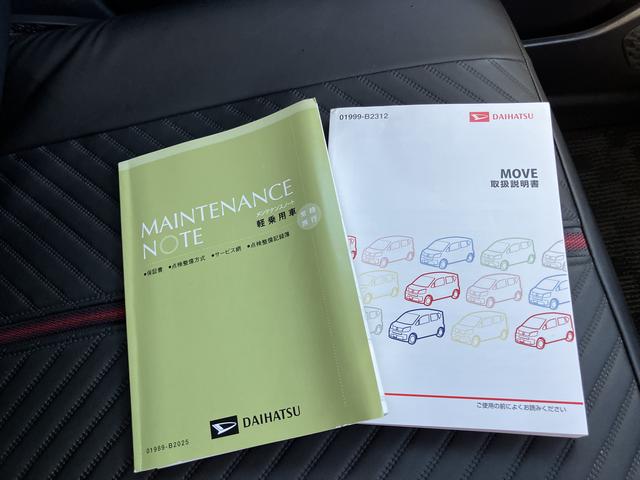 MAINTENANCE
NOTE
メンテナンスノート
軽乗用車
●保証書 ●点検整備方式 ●サービス網 ●点検整備記録簿
DAIHATSU
01989-B2025
01999-B2312
DAIHATSU
MOVE
取扱説明書
ご使用の前によくお読みください